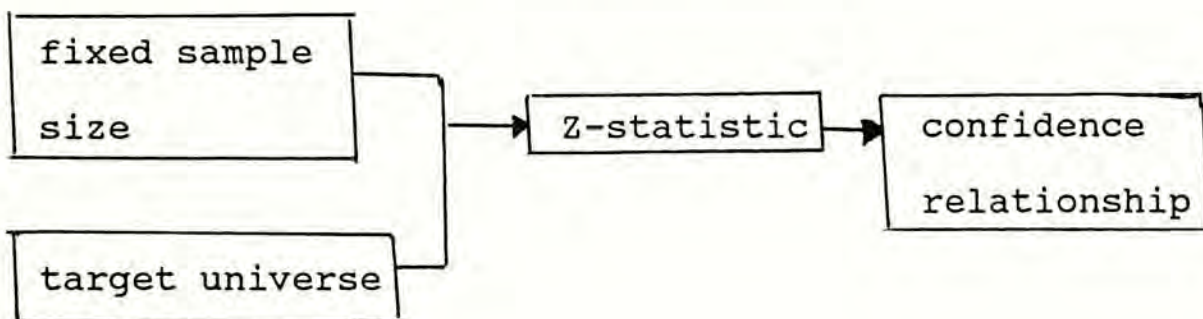 fixed sample
size
Z-statistic
confidence
relationship
target universe